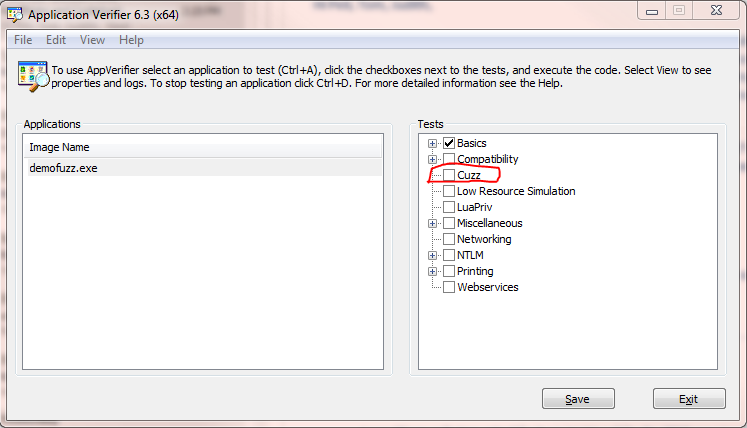 Application Verifier 6.3 (x64)
File Edit View Help
To use AppVerifier select an application to test (Ctrl+A), click the checkboxes next to the tests, and execute the code. Select View to see
properties and logs. To stop testing an application click Ctrl+D. For more detailed information see the Help.
Applications
Image Name
demofuzz.exe
Tests
Basics
Compatibility
Cuzz
Low Resource Simulation
LuaPriv
Miscellaneous
Networking
NTLM
Printing
Webservices
Save Exit